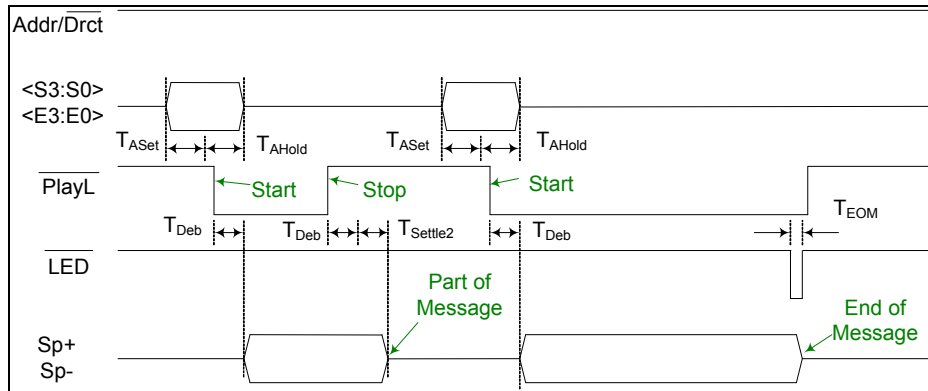 Addr/Drct
<S3:S0>
<E3:E0>
TASet
TAHold
TASet
TAHold
PlayL
Start
Stop
Start
TDeb
TDeb
TSettle2
TDeb
TEOM
LED
Part of
Message
End of
Message
Sp+
Sp-